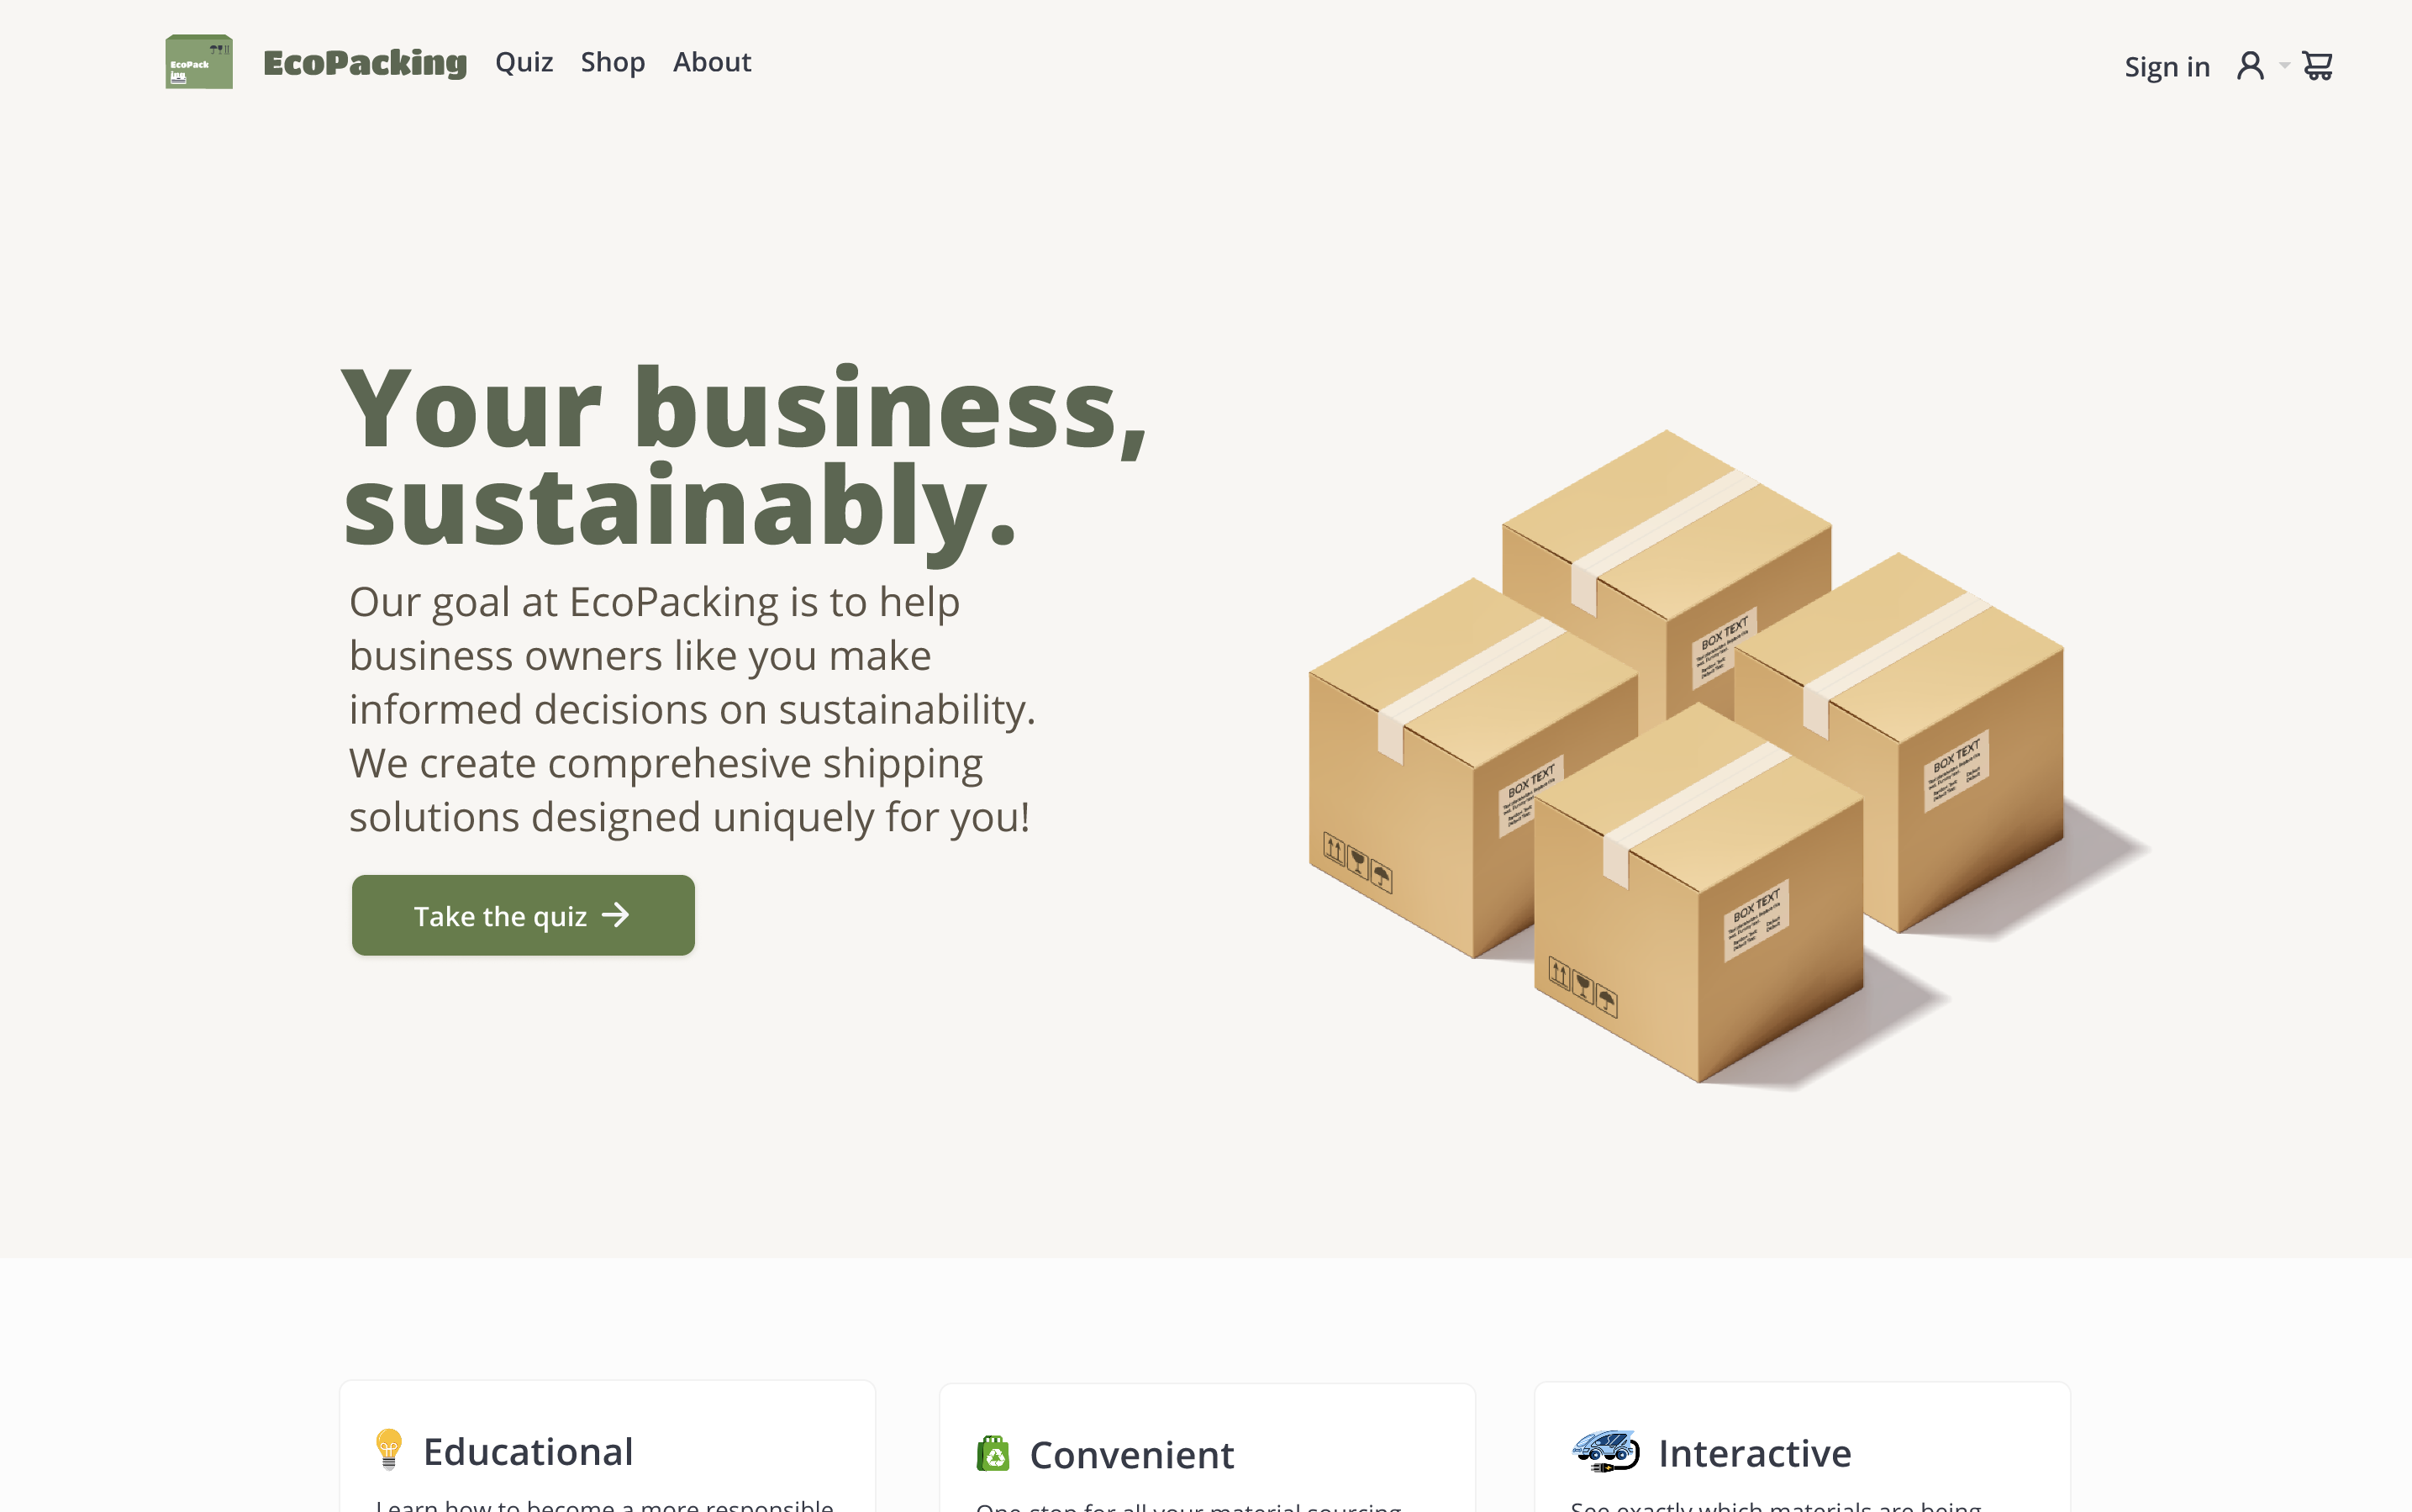 EcoPack
ing
EcoPacking
Quiz
Shop
About
Sign in
Your business,
sustainably.
Our goal at EcoPacking is to help
business owners like you make
informed decisions on sustainability.
We create comprehesive shipping
solutions designed uniquely for you!
Take the quiz
BOX TEXT
BOX TEXT
BOX TEXT
BOX TEXT
Educational
Convenient
Interactive
Learn how to become a more responsible
One-stop for all your material sourcing
See exactly which materials are being